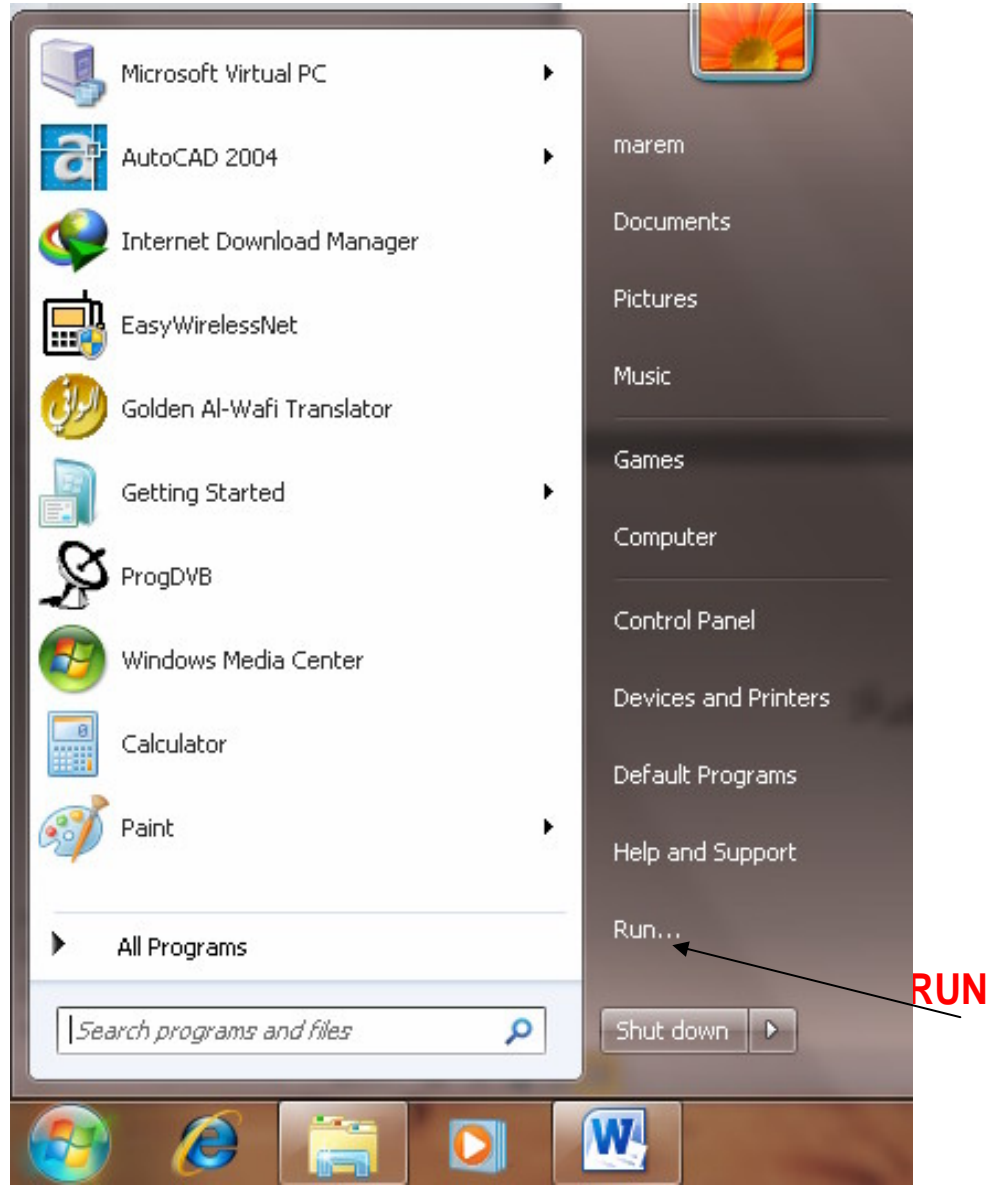 Microsoft Virtual PC
AutoCAD 2004
Internet Download Manager
EasyWirelessNet
الوافي
Golden Al-Wafi Translator
Getting Started
ProgDVB
Windows Media Center
Calculator
Paint
All Programs
Search programs and files
marem
Documents
Pictures
Music
Games
Computer
Control Panel
Devices and Printers
Default Programs
Help and Support
Run...
RUN
Shut down